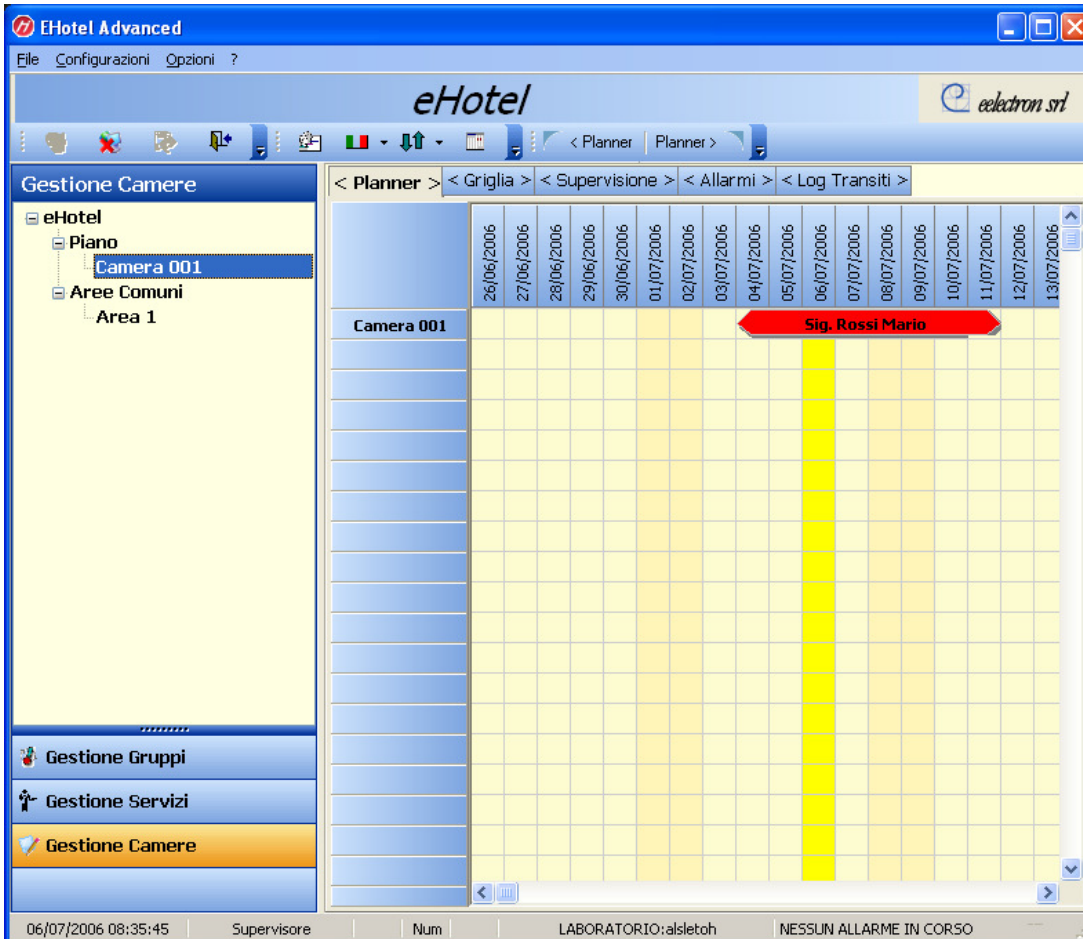 EHotel Advanced
File Configurazioni Opzioni ?
eHotel
eelectron srl
< Planner Planner >
Gestione Camere
< Planner > < Griglia > < Supervisione > < Allarmi > < Log Transiti >
eHotel
Piano
Camera 001
Aree Comuni
Area 1
26/06/2006 27/06/2006 28/06/2006 29/06/2006 30/06/2006 01/07/2006 02/07/2006 03/07/2006 04/07/2006 05/07/2006 06/07/2006 07/07/2006 08/07/2006 09/07/2006 10/07/2006 11/07/2006 12/07/2006 13/07/2006
Camera 001 Sig. Rossi Mario
Gestione Gruppi
Gestione Servizi
Gestione Camere
06/07/2006 08:35:45 Supervisore Num LABORATORIO:alsletoh NESSUN ALLARME IN CORSO